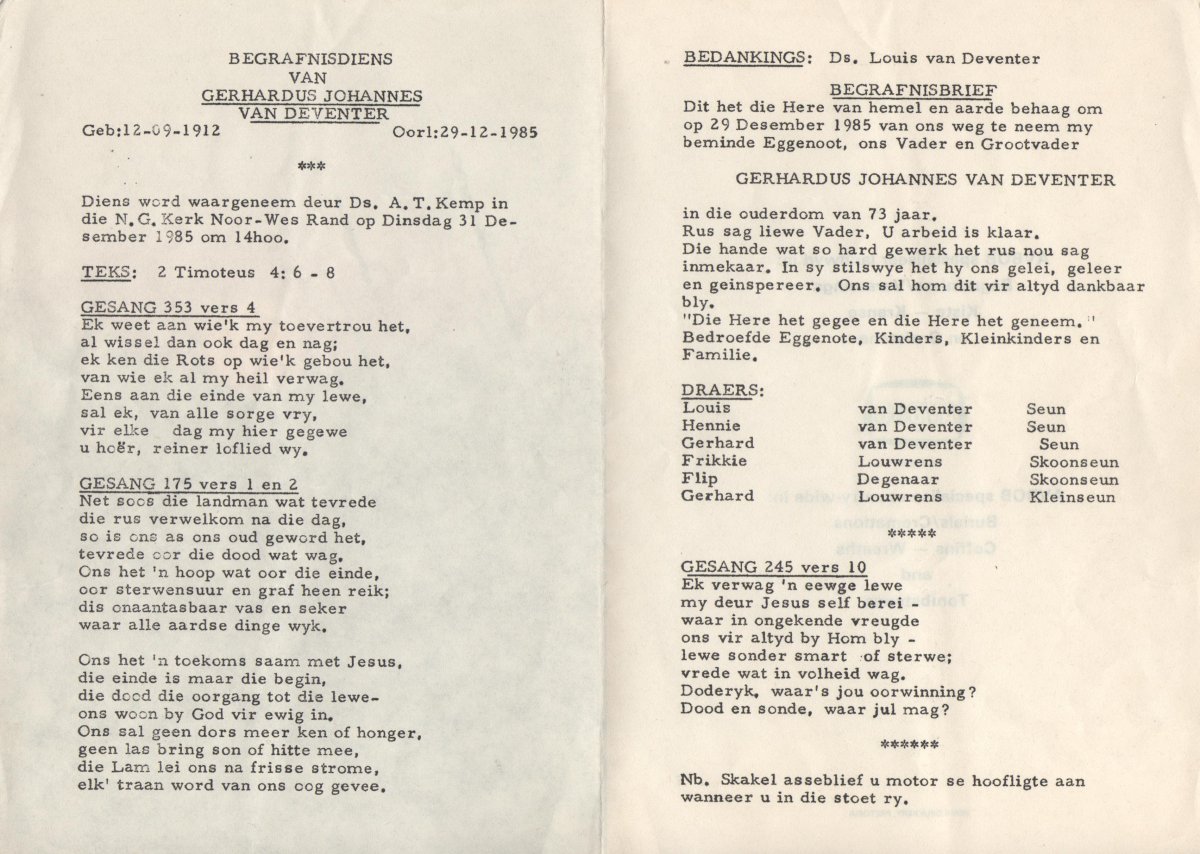 BEGRAFNISDIENS
VAN
GERHARDUS JOHANNES
VAN DEVENTER
Geb:12-09-1912 Oorl:29-12-1985
***
Diens word waargeneem deur Ds. A.T.Kemp in
die N.G.Kerk Noor-Wes Rand op Dinsdag 31 De-
sember 1985 om 14hoo.
TEKS: 2 Timoteus 4: 6 - 8
GESANG 353 vers 4
Ek weet aan wie'k my toevertrou het,
al wissel dan ook dag en nag;
ek ken die Rots op wie'k gebou het,
van wie ek al my heil verwag.
Eens aan die einde van my lewe,
sal ek, van alle sorge vry,
vir elke dag my hier gegewe
u hoër, reiner loflied wy.
GESANG 175 vers 1 en 2
Net soos die landman wat tevrede
die rus verwelkom na die dag,
so is ons as ons oud geword het,
tevrede oor die dood wat wag.
Ons het 'n hoop wat oor die einde,
oor sterwensuur en graf heen reik;
dis onaantasbaar vas en seker
waar alle aardse dinge wyk.
Ons het 'n toekoms saam met Jesus,
die einde is maar die begin,
die dood die oorgang tot die lewe-
ons woon by God vir ewig in.
Ons sal geen dors meer ken of honger,
geen las bring son of hitte mee,
die Lam lei ons na frisse strome,
elk' traan word van ons oog gevee.
BEDANKINGS: Ds. Louis van Deventer
BEGRAFNISBRIEF
Dit het die Here van hemel en aarde behaag om
op 29 Desember 1985 van ons weg te neem my
beminde Eggenoot, ons Vader en Grootvader
GERHARDUS JOHANNES VAN DEVENTER
in die ouderdom van 73 jaar.
Rus sag liewe Vader, U arbeid is klaar.
Die hande wat so hard gewerk het rus nou sag
inmekaar. In sy stilswye het hy ons gelei, geleer
en geinspereer. Ons sal hom dit vir altyd dankbaar
bly.
"Die Here het gegee en die Here het geneem."
Bedroefde Eggenote, Kinders, Kleinkinders en
Familie.
DRAERS:
Louis van Deventer Seun
Hennie van Deventer Seun
Gerhard van Deventer Seun
Frikkie Louwrens Skoonseun
Flip Degenaar Skoonseun
Gerhard Louwrens Kleinseun
*****
GESANG 245 vers 10
Ek verwag 'n eewge lewe
my deur Jesus self berei -
waar in ongekende vreugde
ons vir altyd by Hom bly -
lewe sonder smart of sterwe;
vrede wat in volheid wag.
Doderyk, waar's jou oorwinning?
Dood en sonde, waar jul mag?
******
Nb. Skakel asseblief u motor se hoofligte aan
wanneer u in die stoet ry.